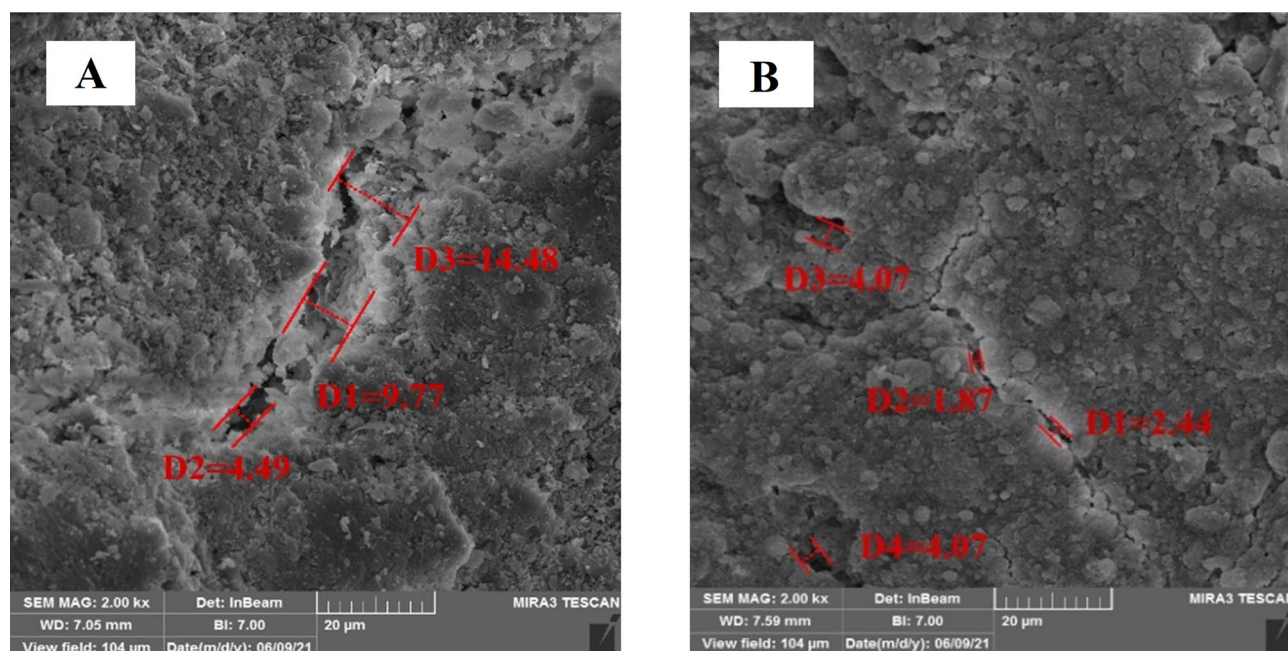 A
D3=14.48
D1=9.77
D2=4.49
SEM MAG: 2.00 kx Det: InBeam MIRA3 TESCAN
WD: 7.05 mm BI: 7.00 20 µm
View field: 104 µm Date(m/d/y): 06/09/21
B
D3=4.07
D2=1.87
D1=2.44
D4=4.07
SEM MAG: 2.00 kx Det: InBeam MIRA3 TESCAN
WD: 7.59 mm BI: 7.00 20 µm
View field: 104 µm Date(m/d/y): 06/09/21